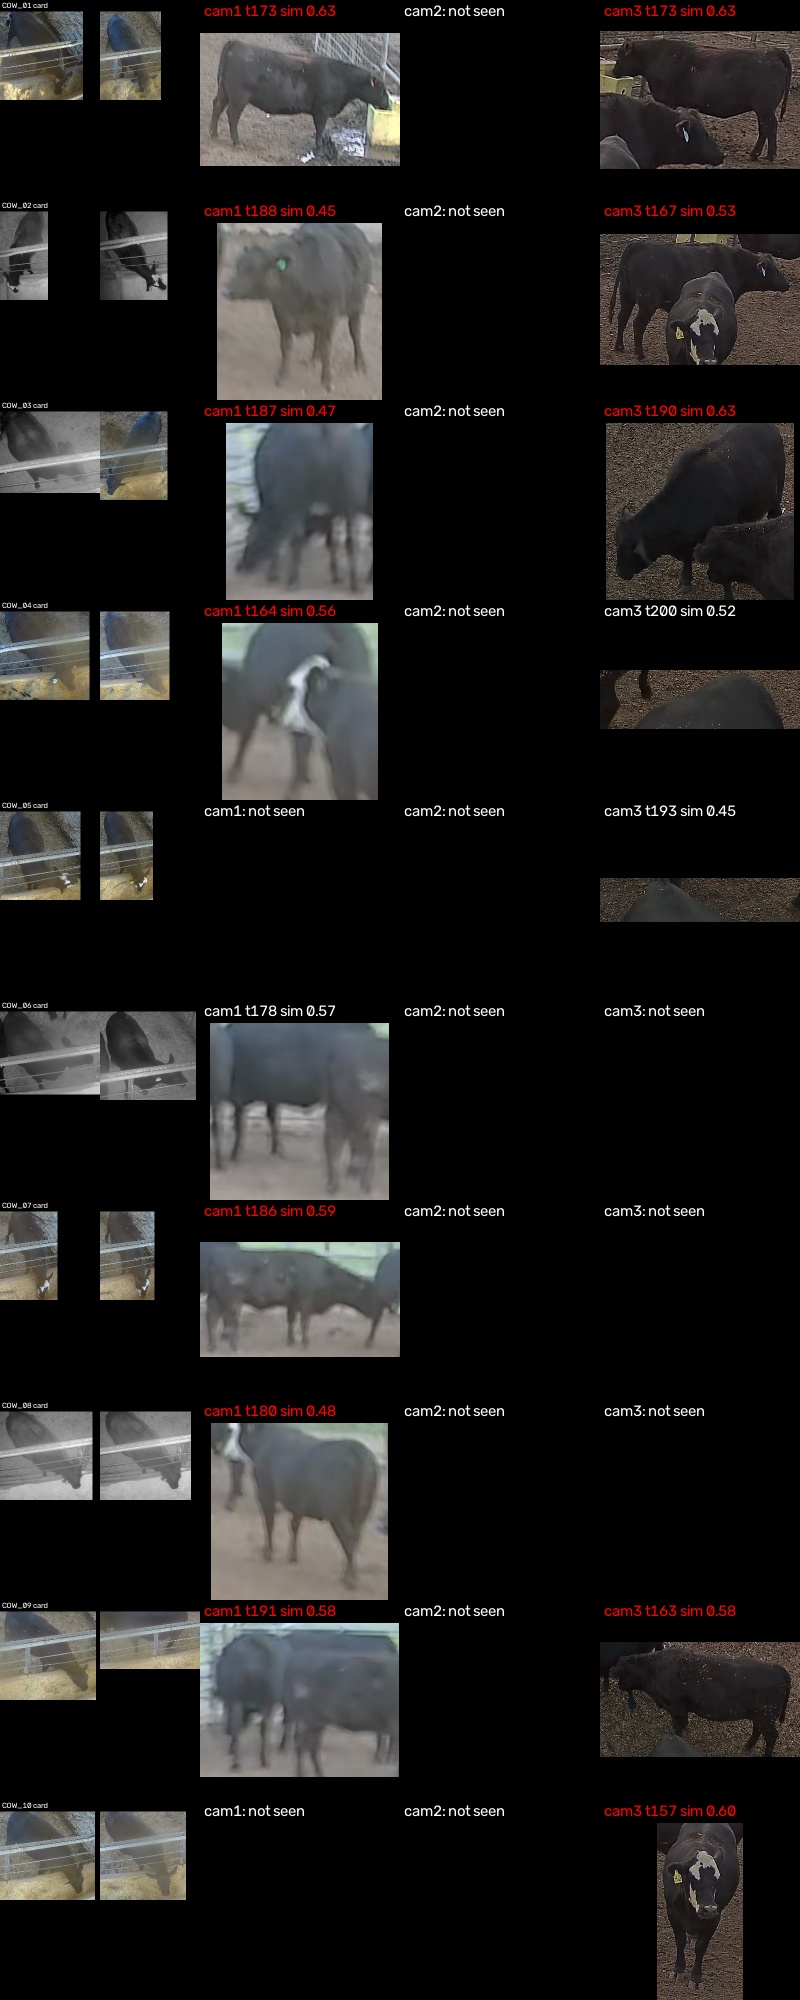 COW_01 card
cam1 t173 sim 0.63
cam2: not seen
cam3 t173 sim 0.63
COW_02 card
cam1 t188 sim 0.45
cam2: not seen
cam3 t167 sim 0.53
COW_03 card
cam1 t187 sim 0.47
cam2: not seen
cam3 t190 sim 0.63
COW_04 card
cam1 t164 sim 0.56
cam2: not seen
cam3 t200 sim 0.52
COW_05 card
cam1: not seen
cam2: not seen
cam3 t193 sim 0.45
COW_06 card
cam1 t178 sim 0.57
cam2: not seen
cam3: not seen
COW_07 card
cam1 t186 sim 0.59
cam2: not seen
cam3: not seen
COW_08 card
cam1 t180 sim 0.48
cam2: not seen
cam3: not seen
COW_09 card
cam1 t191 sim 0.58
cam2: not seen
cam3 t163 sim 0.58
COW_10 card
cam1: not seen
cam2: not seen
cam3 t157 sim 0.60